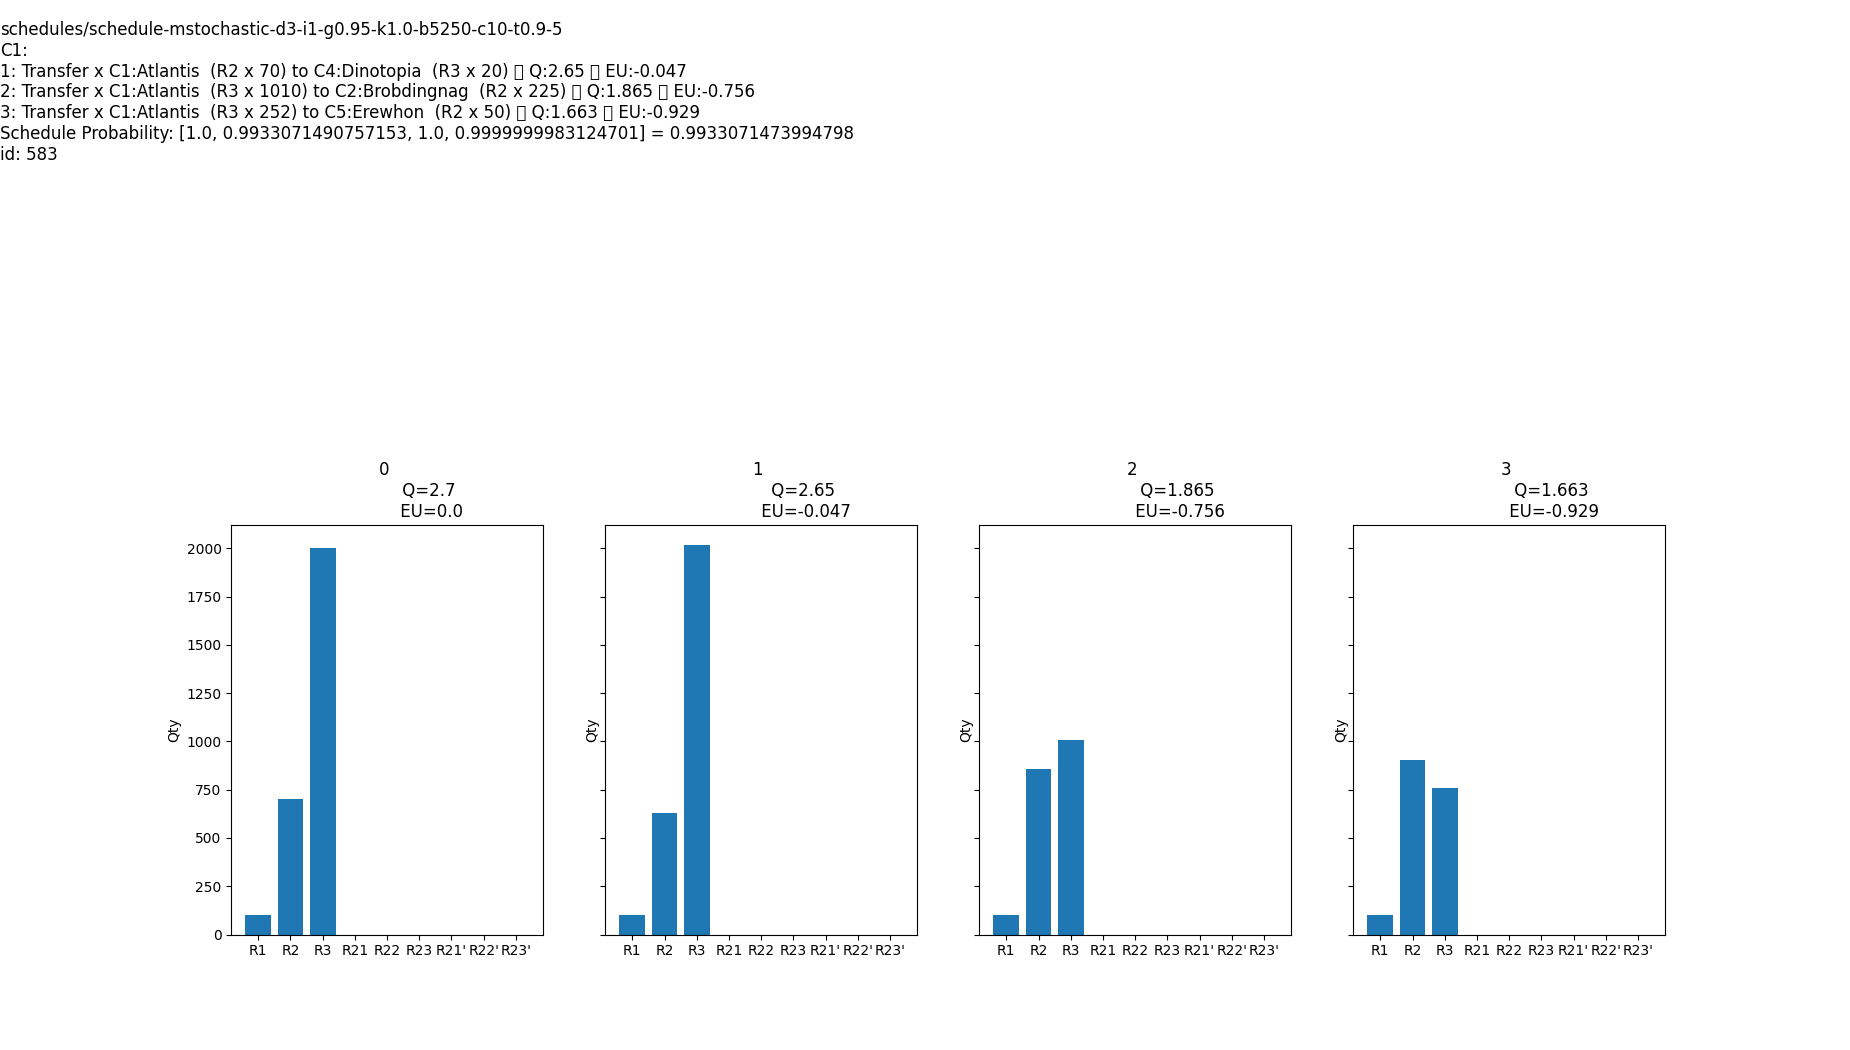 schedules/schedule-mstochastic-d3-i1-g0.95-k1.0-b5250-c10-t0.9-5
C1:
1: Transfer x C1:Atlantis  (R2 x 70) to C4:Dinotopia  (R3 x 20) ▯ Q:2.65 ▯ EU:-0.047
2: Transfer x C1:Atlantis  (R3 x 1010) to C2:Brobdingnag  (R2 x 225) ▯ Q:1.865 ▯ EU:-0.756
3: Transfer x C1:Atlantis  (R3 x 252) to C5:Erewhon  (R2 x 50) ▯ Q:1.663 ▯ EU:-0.929
Schedule Probability: [1.0, 0.9933071490757153, 1.0, 0.9999999983124701] = 0.9933071473994798
id: 583
0
Q=2.7
EU=0.0
Qty
2000
1750
1500
1250
1000
750
500
250
0
R1 R2 R3 R21 R22 R23 R21' R22' R23'
1
Q=2.65
EU=-0.047
Qty
R1 R2 R3 R21 R22 R23 R21' R22' R23'
2
Q=1.865
EU=-0.756
Qty
R1 R2 R3 R21 R22 R23 R21' R22' R23'
3
Q=1.663
EU=-0.929
Qty
R1 R2 R3 R21 R22 R23 R21' R22' R23'